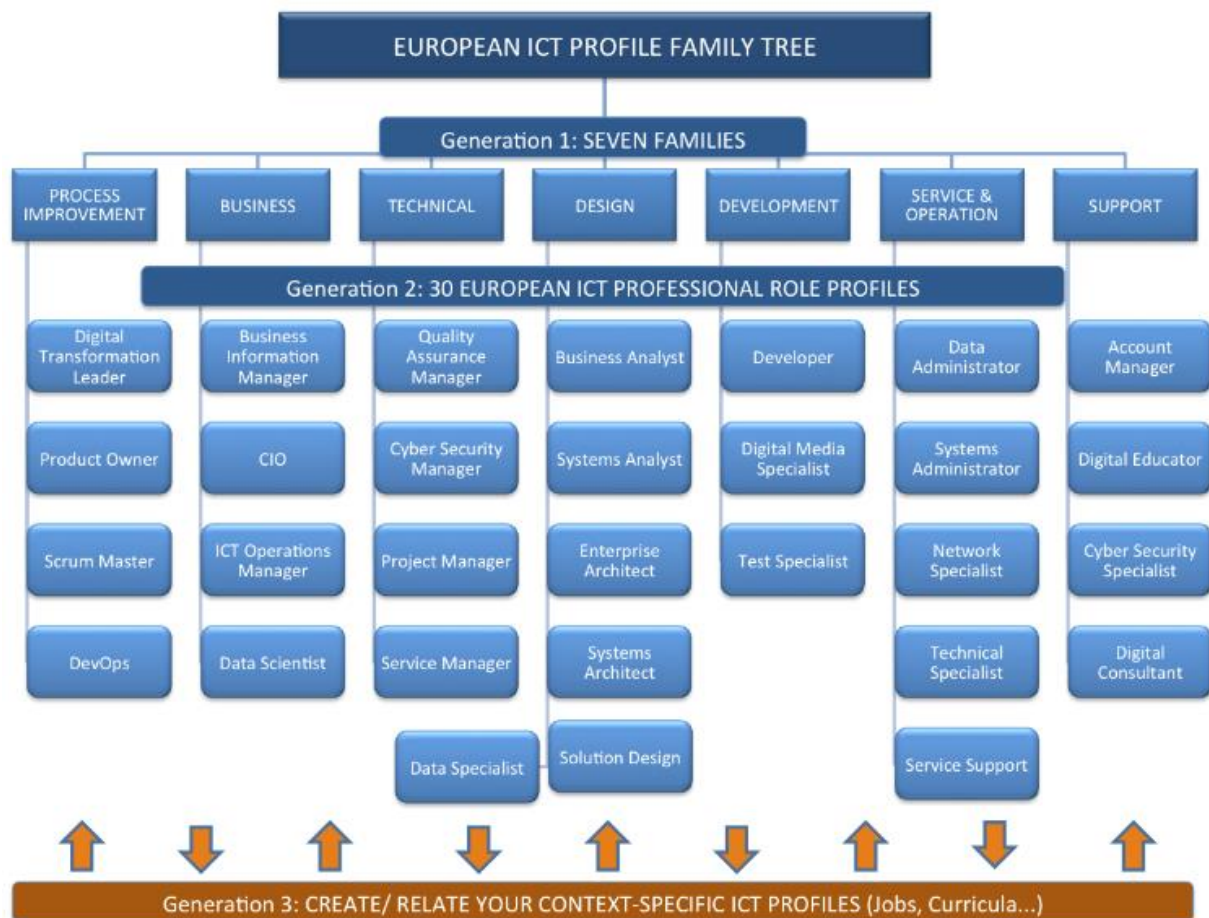 EUROPEAN ICT PROFILE FAMILY TREE
Generation 1: SEVEN FAMILIES
PROCESS
IMPROVEMENT
BUSINESS
TECHNICAL
DESIGN
DEVELOPMENT
SERVICE &
OPERATION
SUPPORT
Generation 2: 30 EUROPEAN ICT PROFESSIONAL ROLE PROFILES
Digital
Transformation
Leader
Business
Information
Manager
Quality
Assurance
Manager
Business Analyst
Developer
Data
Administrator
Account
Manager
Product Owner
CIO
Cyber Security
Manager
Systems Analyst
Digital Media
Specialist
Systems
Administrator
Digital Educator
Scrum Master
ICT Operations
Manager
Project Manager
Enterprise
Architect
Test Specialist
Network
Specialist
Cyber Security
Specialist
DevOps
Data Scientist
Service Manager
Systems
Architect
Technical
Specialist
Digital
Consultant
Data Specialist
Solution Design
Service Support
Generation 3: CREATE/ RELATE YOUR CONTEXT-SPECIFIC ICT PROFILES (Jobs, Curricula...)